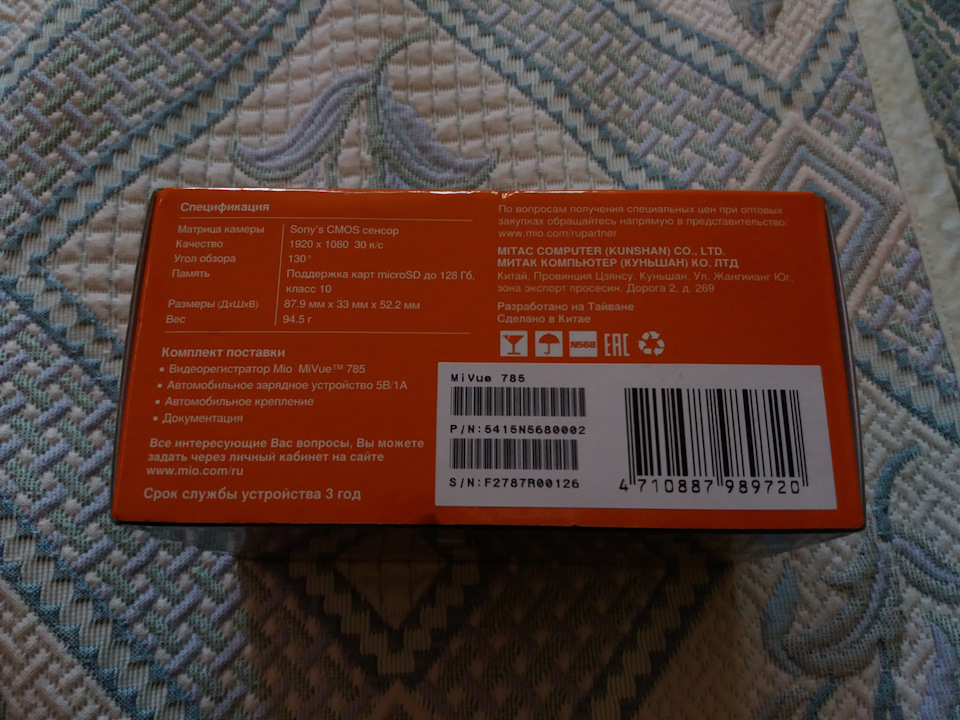 Спецификация
Матрица камеры Sony's CMOS сенсор
Качество 1920 x 1080 30 к/с
Угол обзора 130°
Память Поддержка карт microSD до 128 Гб,
класс 10
Размеры (ДхШхВ) 87.9 мм x 33 мм x 52.2 мм
Вес 94.5 г
Комплект поставки
• Видеорегистратор Mio MiVue™ 785
• Автомобильное зарядное устройство 5В/1А
• Автомобильное крепление
• Документация
Все интересующие Вас вопросы, Вы можете
задать через личный кабинет на сайте
www.mio.com/ru
Срок службы устройства 3 год
По вопросам получения специальных цен при оптовых
закупках обращайтесь напрямую в представительство:
www.mio.com/rupartner
MITAC COMPUTER (KUNSHAN) CO., LTD.
МИТАК КОМПЬЮТЕР (КУНЬШАН) КО, ЛТД
Китай, Провинция Цзянсу, Куньшан, Ул. Жангиианг Юг,
зона экспорт просесин, Дорога 2, д. 269
Разработано на Тайване
Сделано в Китае
N568 EAC
MiVue 785
P/N:5415N5680002
S/N:F2787R00126
4 710887 989720